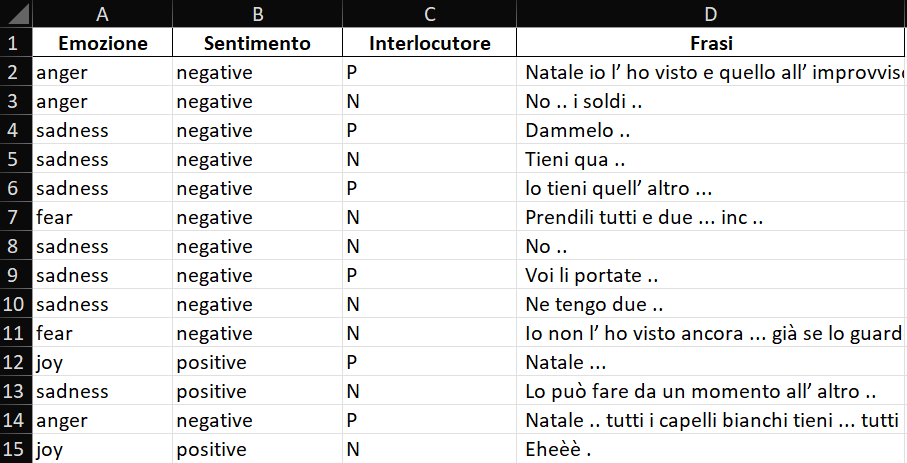 A B C D
1 Emozione Sentimento Interlocutore Frasi
2 anger negative P Natale io l’ ho visto e quello all’ improvviso
3 anger negative N No .. i soldi ..
4 sadness negative P Dammelo ..
5 sadness negative N Tieni qua ..
6 sadness negative P lo tieni quell’ altro ...
7 fear negative N Prendili tutti e due ... inc ..
8 sadness negative N No ..
9 sadness negative P Voi li portate ..
10 sadness negative N Ne tengo due ..
11 fear negative N Io non l’ ho visto ancora ... già se lo guard
12 joy positive P Natale ...
13 sadness positive N Lo può fare da un momento all’ altro ..
14 anger negative P Natale .. tutti i capelli bianchi tieni ... tutti
15 joy positive N Eheèè .